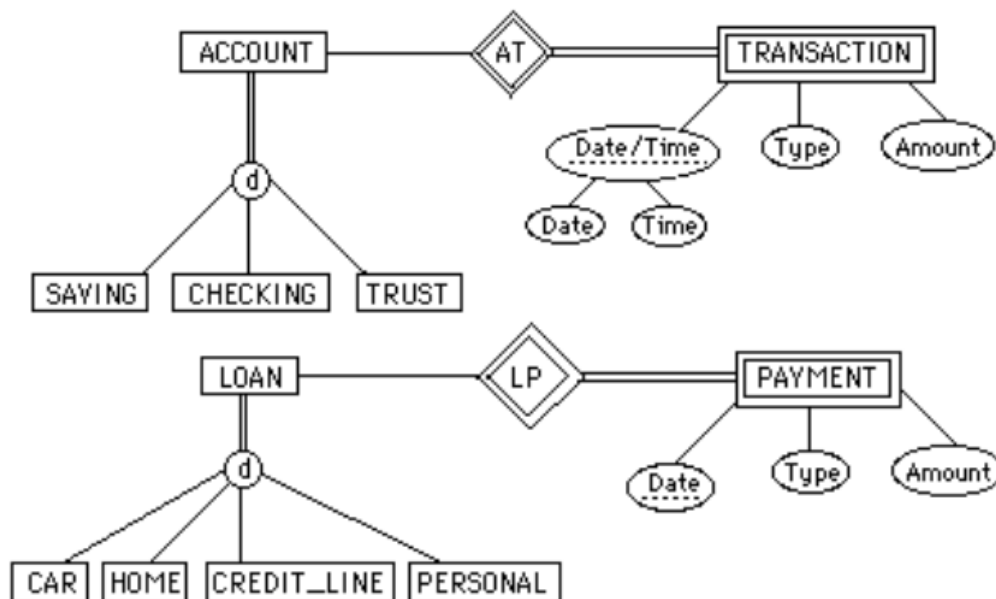 ACCOUNT AT TRANSACTION
Date/Time Type Amount
Date Time
d
SAVING CHECKING TRUST
LOAN LP PAYMENT
Date Type Amount
d
CAR HOME CREDIT_LINE PERSONAL